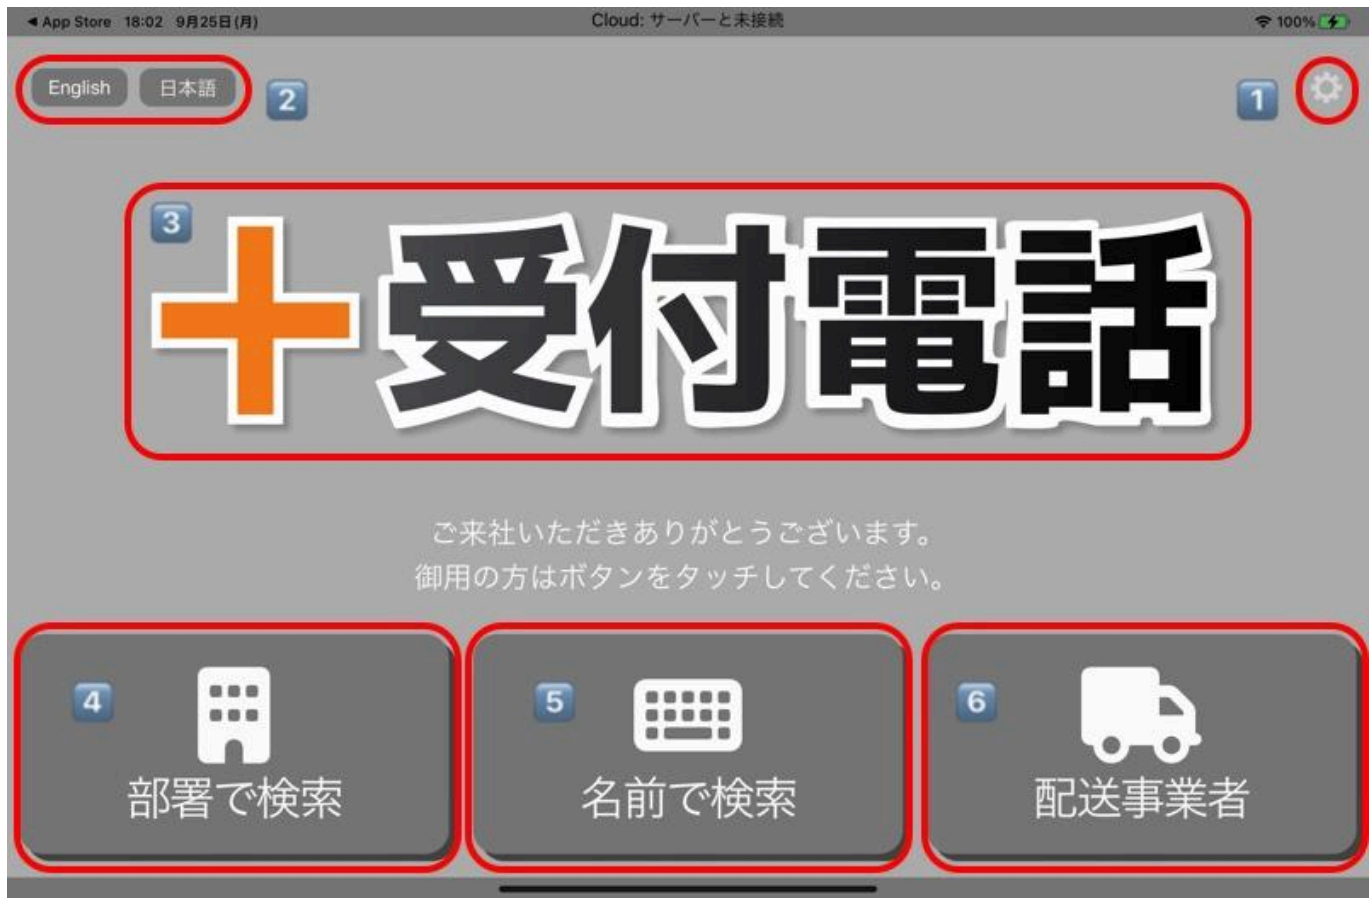 ◀ App Store 18:02 9月25日(月) Cloud: サーバーと未接続 100%
English 日本語 2 1
3
+受付電話
ご来社いただきありがとうございます。
御用の方はボタンをタッチしてください。
4 5 6
部署で検索 名前で検索 配送事業者